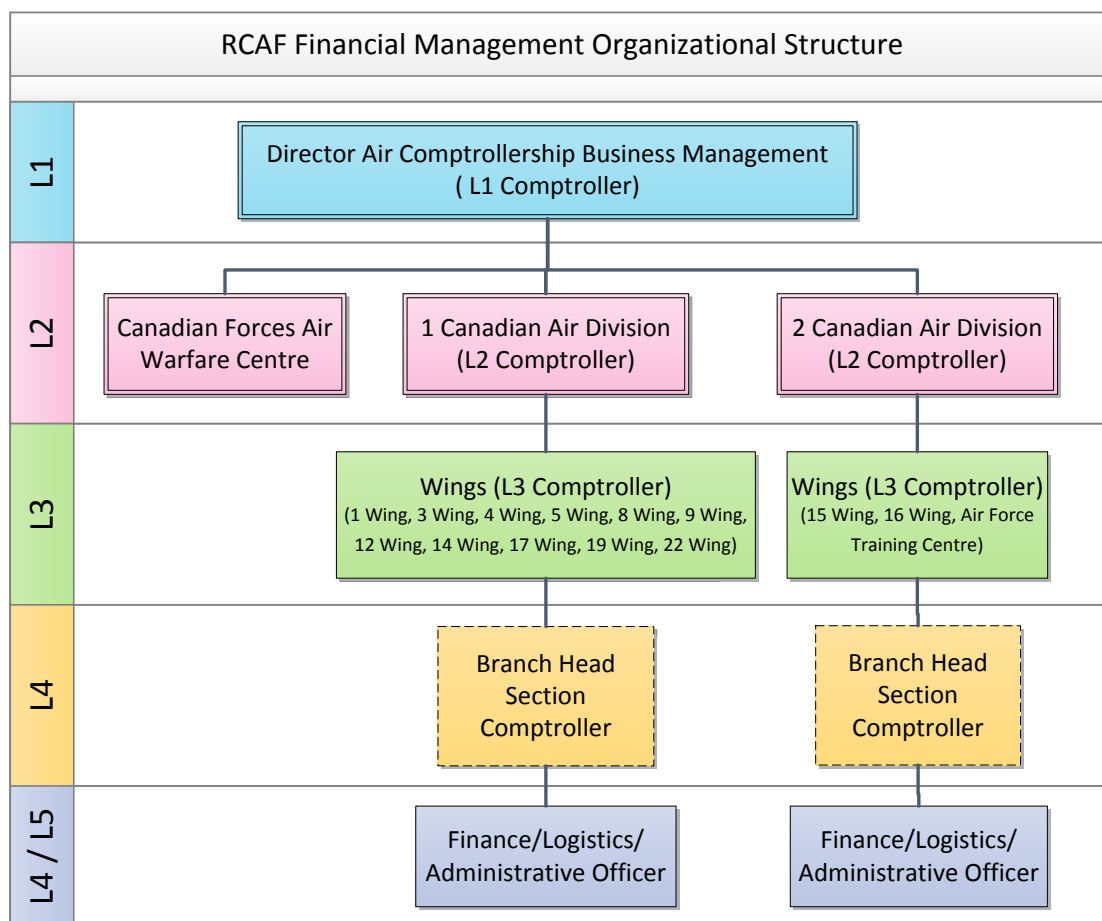 RCAF Financial Management Organizational Structure
L1
Director Air Comptrollership Business Management
( L1 Comptroller)
L2
Canadian Forces Air
Warfare Centre
1 Canadian Air Division
(L2 Comptroller)
2 Canadian Air Division
(L2 Comptroller)
L3
Wings (L3 Comptroller)
(1 Wing, 3 Wing, 4 Wing, 5 Wing, 8 Wing, 9 Wing,
12 Wing, 14 Wing, 17 Wing, 19 Wing, 22 Wing)
Wings (L3 Comptroller)
(15 Wing, 16 Wing, Air Force
Training Centre)
L4
Branch Head
Section
Comptroller
Branch Head
Section
Comptroller
L4 / L5
Finance/Logistics/
Administrative Officer
Finance/Logistics/
Administrative Officer